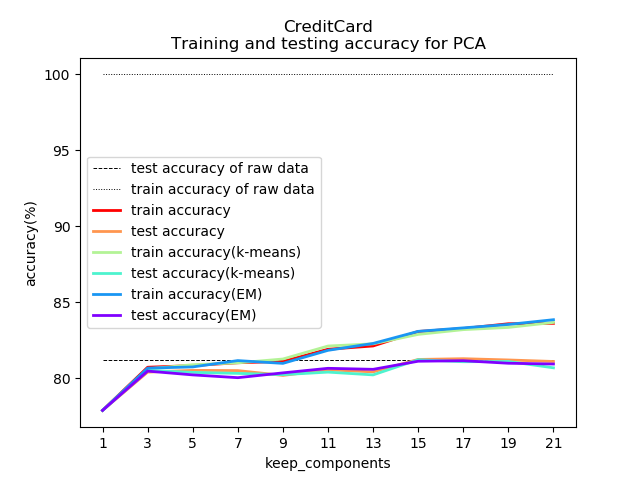 CreditCard
Training and testing accuracy for PCA
100
95
90
85
80
accuracy(%)
test accuracy of raw data
train accuracy of raw data
train accuracy
test accuracy
train accuracy(k-means)
test accuracy(k-means)
train accuracy(EM)
test accuracy(EM)
1 3 5 7 9 11 13 15 17 19 21
keep_components